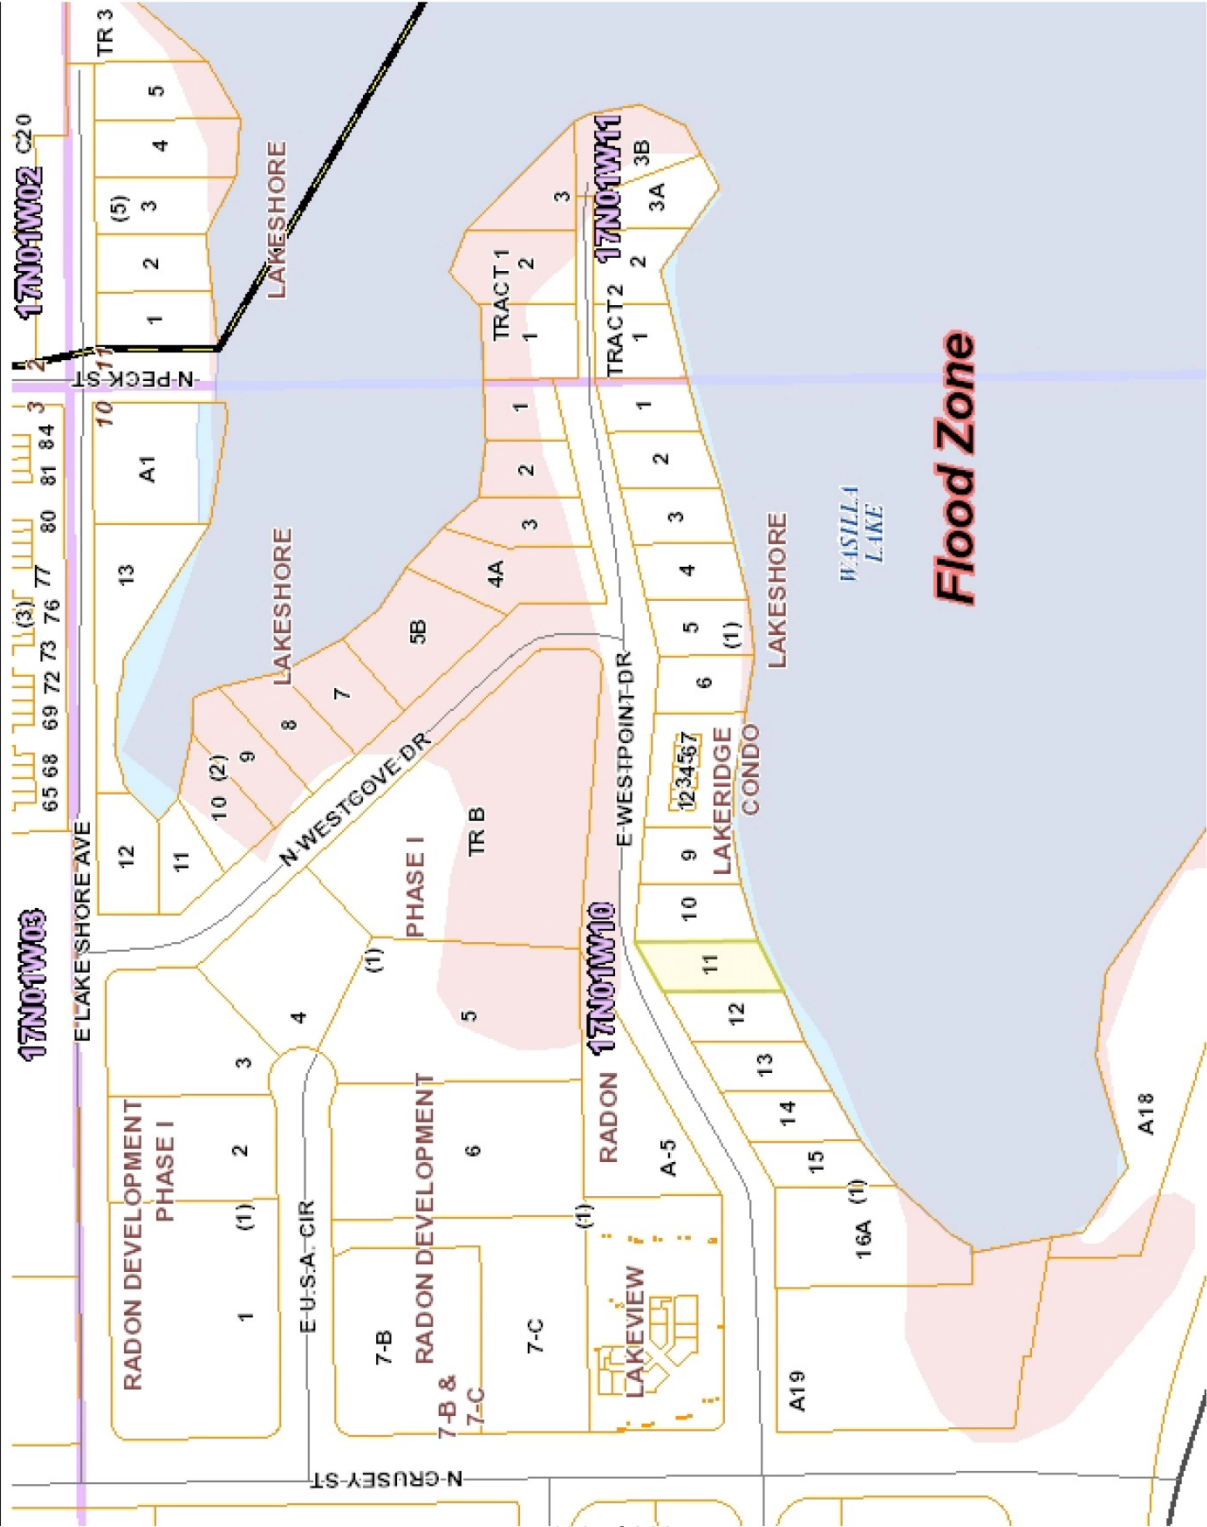 17N01W03
17N01W02
C20
65 68
69 72
73 76
77 80
81 84
(3)
3
2
10
11
E LAKE SHORE AVE
N PECK ST
TR 3
12
13
A1
1
2
(5)
3
4
5
11
10
(2)
9
8
7
5B
4A
3
2
1
LAKESHORE
LAKESHORE
TRACT 1
1
2
3
17N01W11
TRACT 2
1
2
3A
3B
RADON DEVELOPMENT
PHASE I
1
(1)
2
3
4
E U.S.A. CIR
N WESTCOVE DR
PHASE I
TR B
(1)
5
6
RADON DEVELOPMENT
7-B &
7-C
7-B
7-C
N CRUSEY ST
LAKEVIEW
(1)
RADON
A-5
17N01W10
E WESTPOINT DR
A19
16A
(1)
15
14
13
12
11
10
9
LAKERIDGE
CONDO
1234567
6
5
(1)
4
3
2
1
LAKESHORE
WASILLA
LAKE
Flood Zone
A18